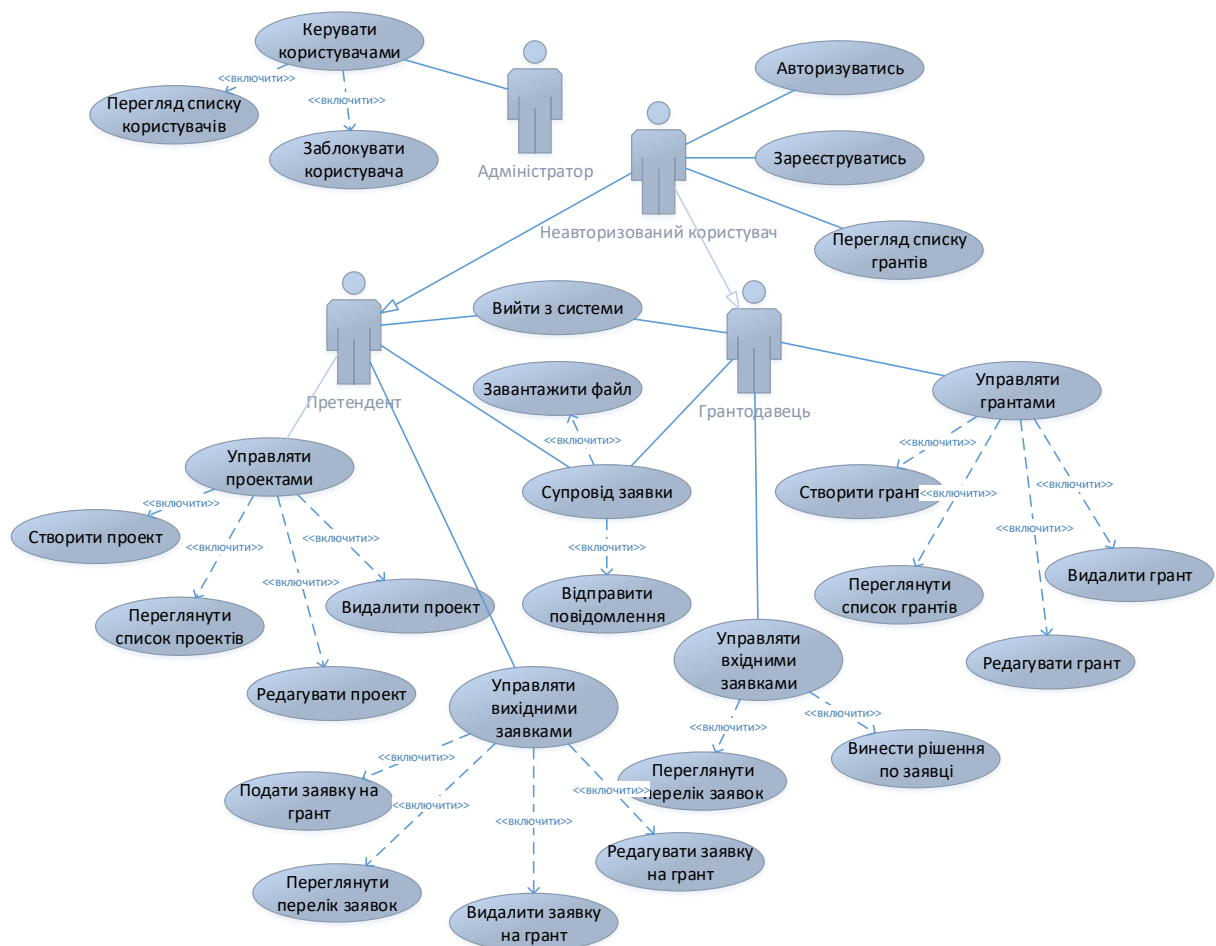 Керувати
користувачами
<<включити>>
<<включити>>
Перегляд списку
користувачів
Заблокувати
користувача
Адміністратор
Авторизуватись
Зареєструватись
Неавторизований користувач
Перегляд списку
грантів
Вийти з системи
Претендент
Завантажити файл
Грантодавець
Управляти
грантами
<<включити>>
<<включити>>
Управляти
проектами
Супровід заявки
Створити грант
<<включити>>
<<включити>>
<<включити>>
Створити проект
<<включити>>
<<включити>>
<<включити>>
<<включити>>
<<включити>>
Видалити грант
Переглянути
список грантів
Переглянути
список проектів
Видалити проект
Відправити
повідомлення
Управляти
вхідними
заявками
Редагувати грант
Редагувати проект
Управляти
вихідними
заявками
<<включити>>
<<включити>>
Винести рішення
по заявці
Переглянути
перелік заявок
<<включити>>
<<включити>>
<<включити>>
<<включити>>
Подати заявку на
грант
Редагувати заявку
на грант
Переглянути
перелік заявок
Видалити заявку
на грант